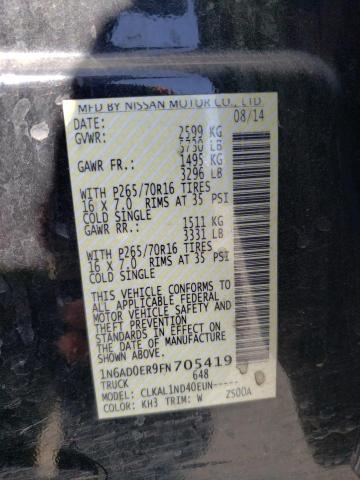 MFD BY NISSAN MOTOR CO., LTD.
DATE: 08/14
GVWR: 2599 KG
5730 LB
GAWR FR.: 1495 KG
3296 LB
WITH P265/70R16 TIRES
16 X 7.0 RIMS AT 35 PSI
COLD SINGLE
GAWR RR.: 1511 KG
3331 LB
WITH P265/70R16 TIRES
16 X 7.0 RIMS AT 35 PSI
COLD SINGLE
THIS VEHICLE CONFORMS TO
ALL APPLICABLE FEDERAL
MOTOR VEHICLE SAFETY
STANDARDS IN EFFECT ON
THE DATE OF MANUFACTURE
SHOWN ABOVE.
1N6AD0ER9FN705419
TRUCK 648
MODEL: CLKAL1ND40EUN-----
COLOR: KH3 TRIM: W ZS00A